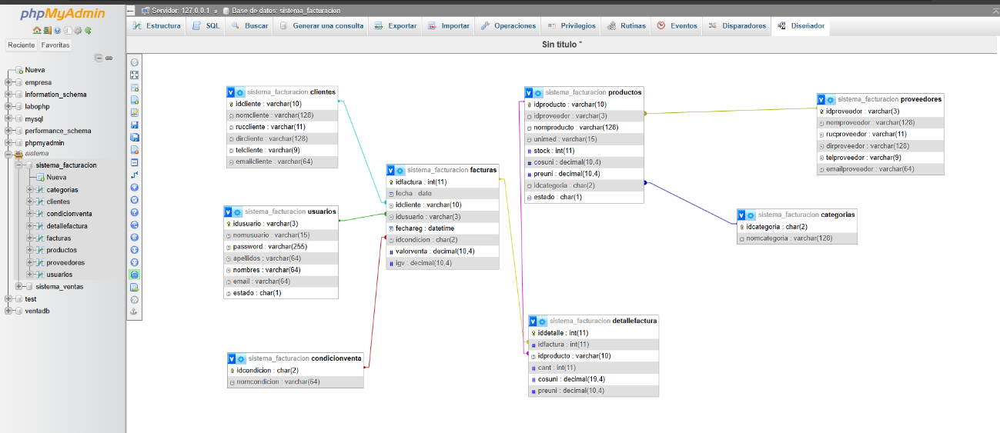 phpMyAdmin
Reciente Favoritas
Nueva
empresa
information_schema
labophp
mysql
performance_schema
phpmyadmin
sistema
sistema_facturacion
Nueva
categorias
clientes
condicionventa
detallefactura
facturas
productos
proveedores
usuarios
sistema_ventas
test
ventadb
Servidor: 127.0.0.1 » Base de datos: sistema_facturacion
Estructura SQL Buscar Generar una consulta Exportar Importar Operaciones Privilegios Rutinas Eventos Disparadores Diseñador
Sin título *
sistema_facturacion clientes
idcliente : varchar(10)
nomcliente : varchar(128)
ruccliente : varchar(11)
dircliente : varchar(128)
telcliente : varchar(9)
emailcliente : varchar(64)
sistema_facturacion usuarios
idusuario : varchar(3)
nomusuario : varchar(15)
password : varchar(255)
apellidos : varchar(64)
nombres : varchar(64)
email : varchar(64)
estado : char(1)
sistema_facturacion condicionventa
idcondicion : char(2)
nomcondicion : varchar(64)
sistema_facturacion facturas
idfactura : int(11)
fecha : date
idcliente : varchar(10)
idusuario : varchar(3)
fechareg : datetime
idcondicion : char(2)
valorventa : decimal(10,4)
igv : decimal(10,4)
sistema_facturacion productos
idproducto : varchar(10)
idproveedor : varchar(3)
nomproducto : varchar(128)
unimed : varchar(15)
stock : int(11)
cosuni : decimal(10,4)
preuni : decimal(10,4)
idcategoria : char(2)
estado : char(1)
sistema_facturacion detallefactura
iddetalle : int(11)
idfactura : int(11)
idproducto : varchar(10)
cant : int(11)
cosuni : decimal(19,4)
preuni : decimal(10,4)
sistema_facturacion proveedores
idproveedor : varchar(3)
nomproveedor : varchar(128)
rucproveedor : varchar(11)
dirproveedor : varchar(128)
telproveedor : varchar(9)
emailproveedor : varchar(64)
sistema_facturacion categorias
idcategoria : char(2)
nomcategoria : varchar(128)